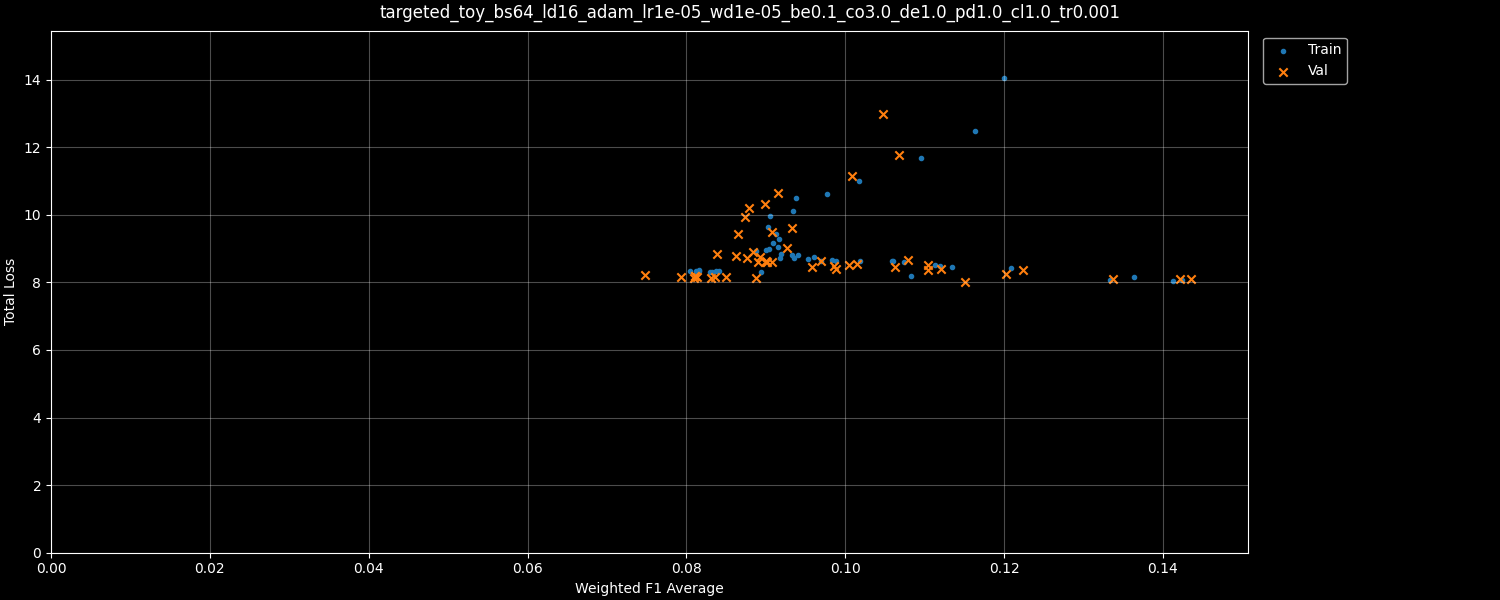 targeted_toy_bs64_ld16_adam_lr1e-05_wd1e-05_be0.1_co3.0_de1.0_pd1.0_cl1.0_tr0.001
Train
Val
14
12
10
8
6
4
2
0
Total Loss
0.00 0.02 0.04 0.06 0.08 0.10 0.12 0.14
Weighted F1 Average